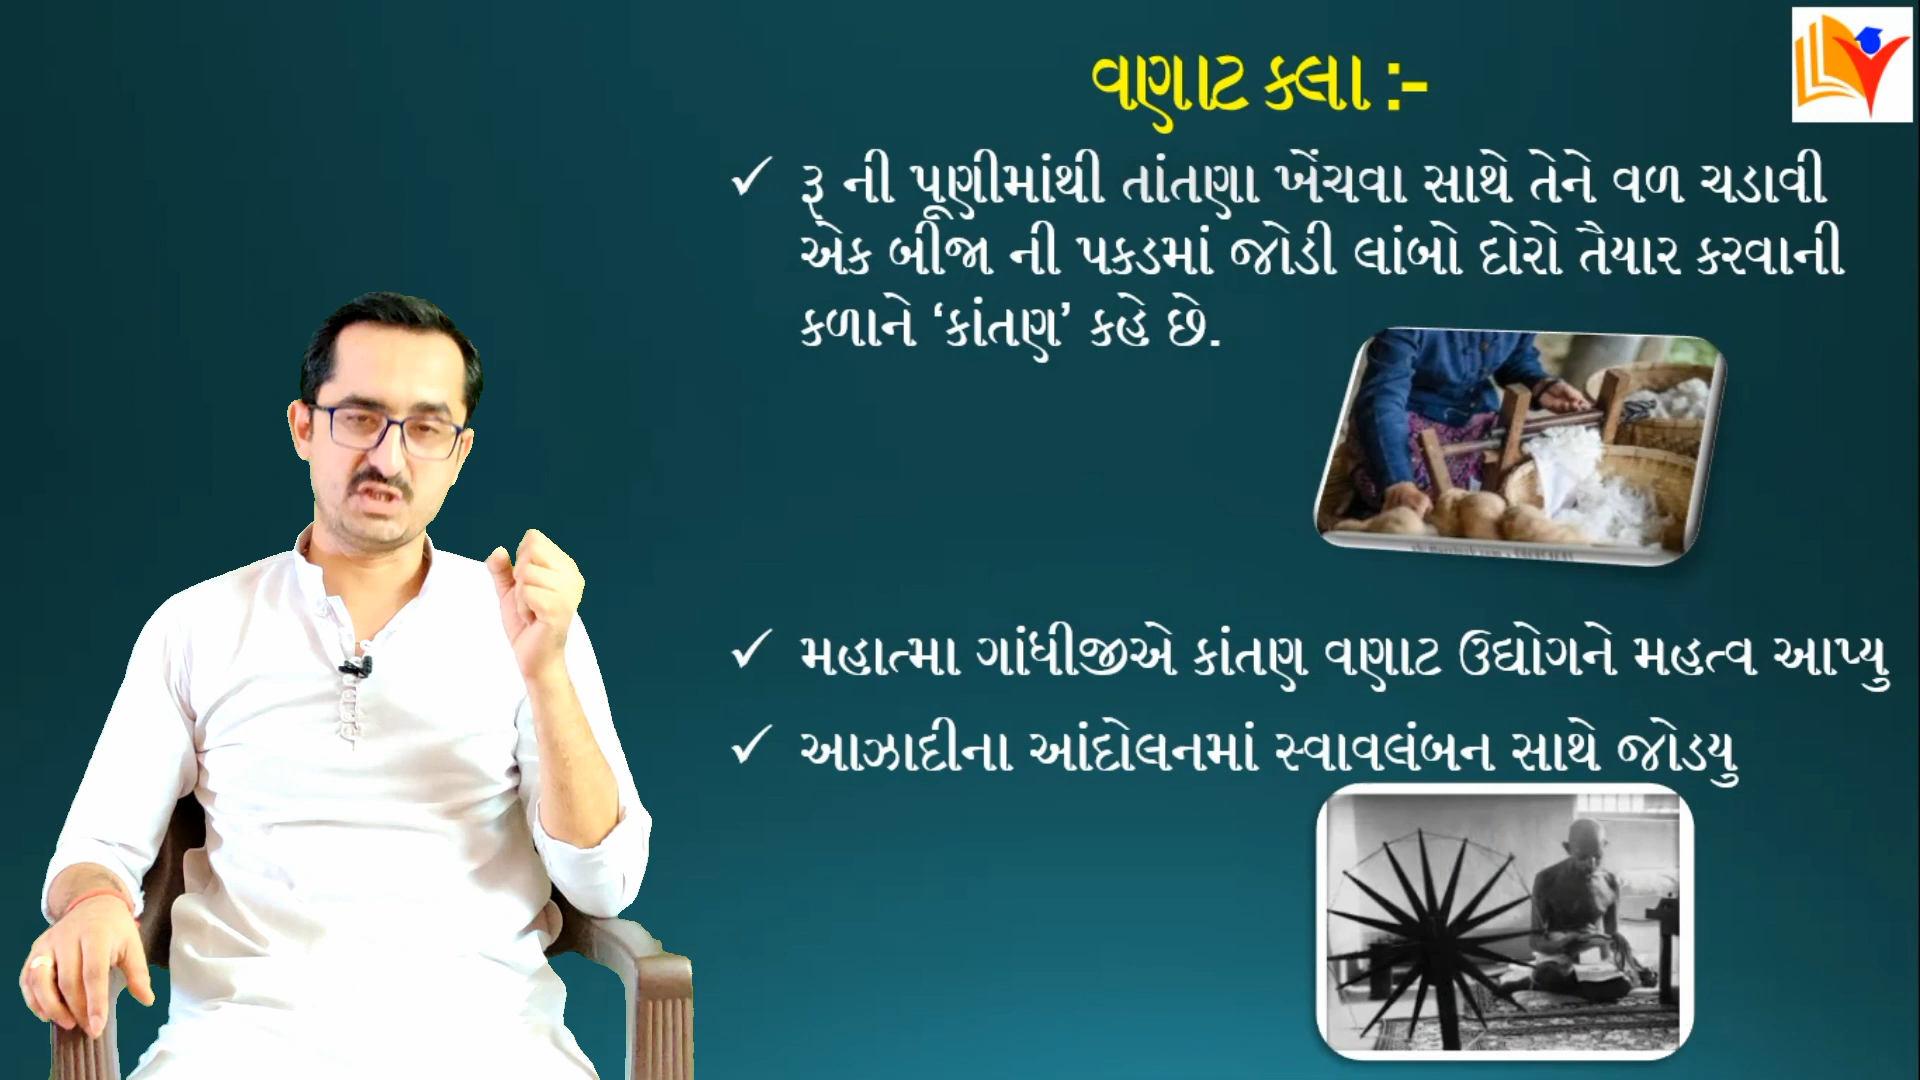 વણાટ કલા :-
✓ રૂ ની પૂણીમાંથી તાંતણા ખેંચવા સાથે તેને વળ ચડાવી
એક બીજા ની પકડમાં જોડી લાંબો દોરો તૈયાર કરવાની
કળાને ‘કાંતણ’ કહે છે.
✓ મહાત્મા ગાંધીજીએ કાંતણ વણાટ ઉદ્યોગને મહત્વ આપ્યુ
✓ આઝાદીના આંદોલનમાં સ્વાવલંબન સાથે જોડયુ